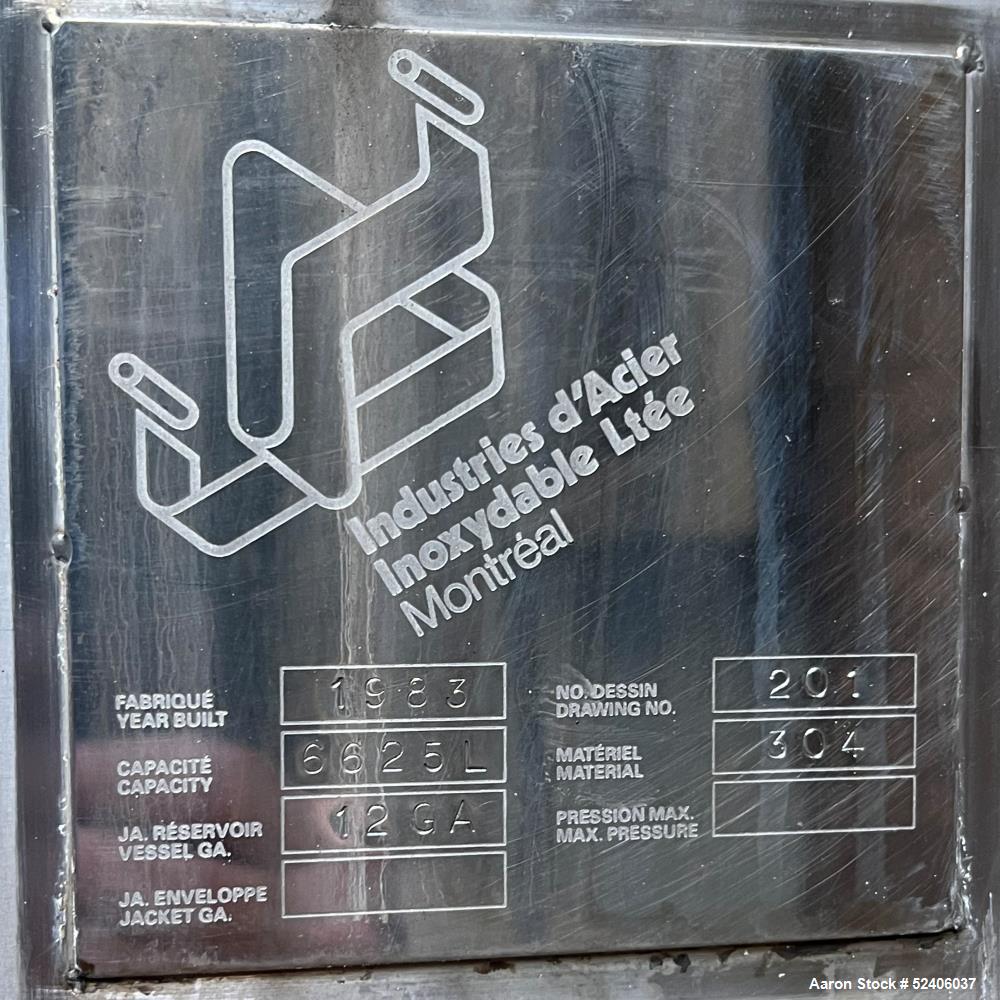 Industries d'Acier
Inoxydable Ltée
Montréal
FABRIQUÉ
YEAR BUILT
1983
CAPACITÉ
CAPACITY
6625L
JA. RÉSERVOIR
VESSEL GA.
12GA
JA. ENVELOPPE
JACKET GA.
NO. DESSIN
DRAWING NO.
201
MATÉRIEL
MATERIAL
304
PRESSION MAX.
MAX. PRESSURE
Aaron Stock # 52406037